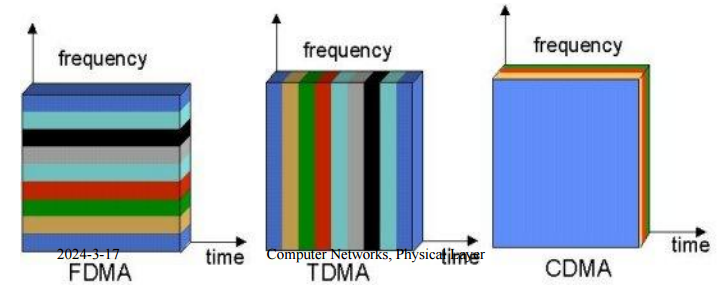 frequency
frequency
frequency
time
time
time
2024-3-17
Computer Networks, Physical Layer
FDMA
TDMA
CDMA